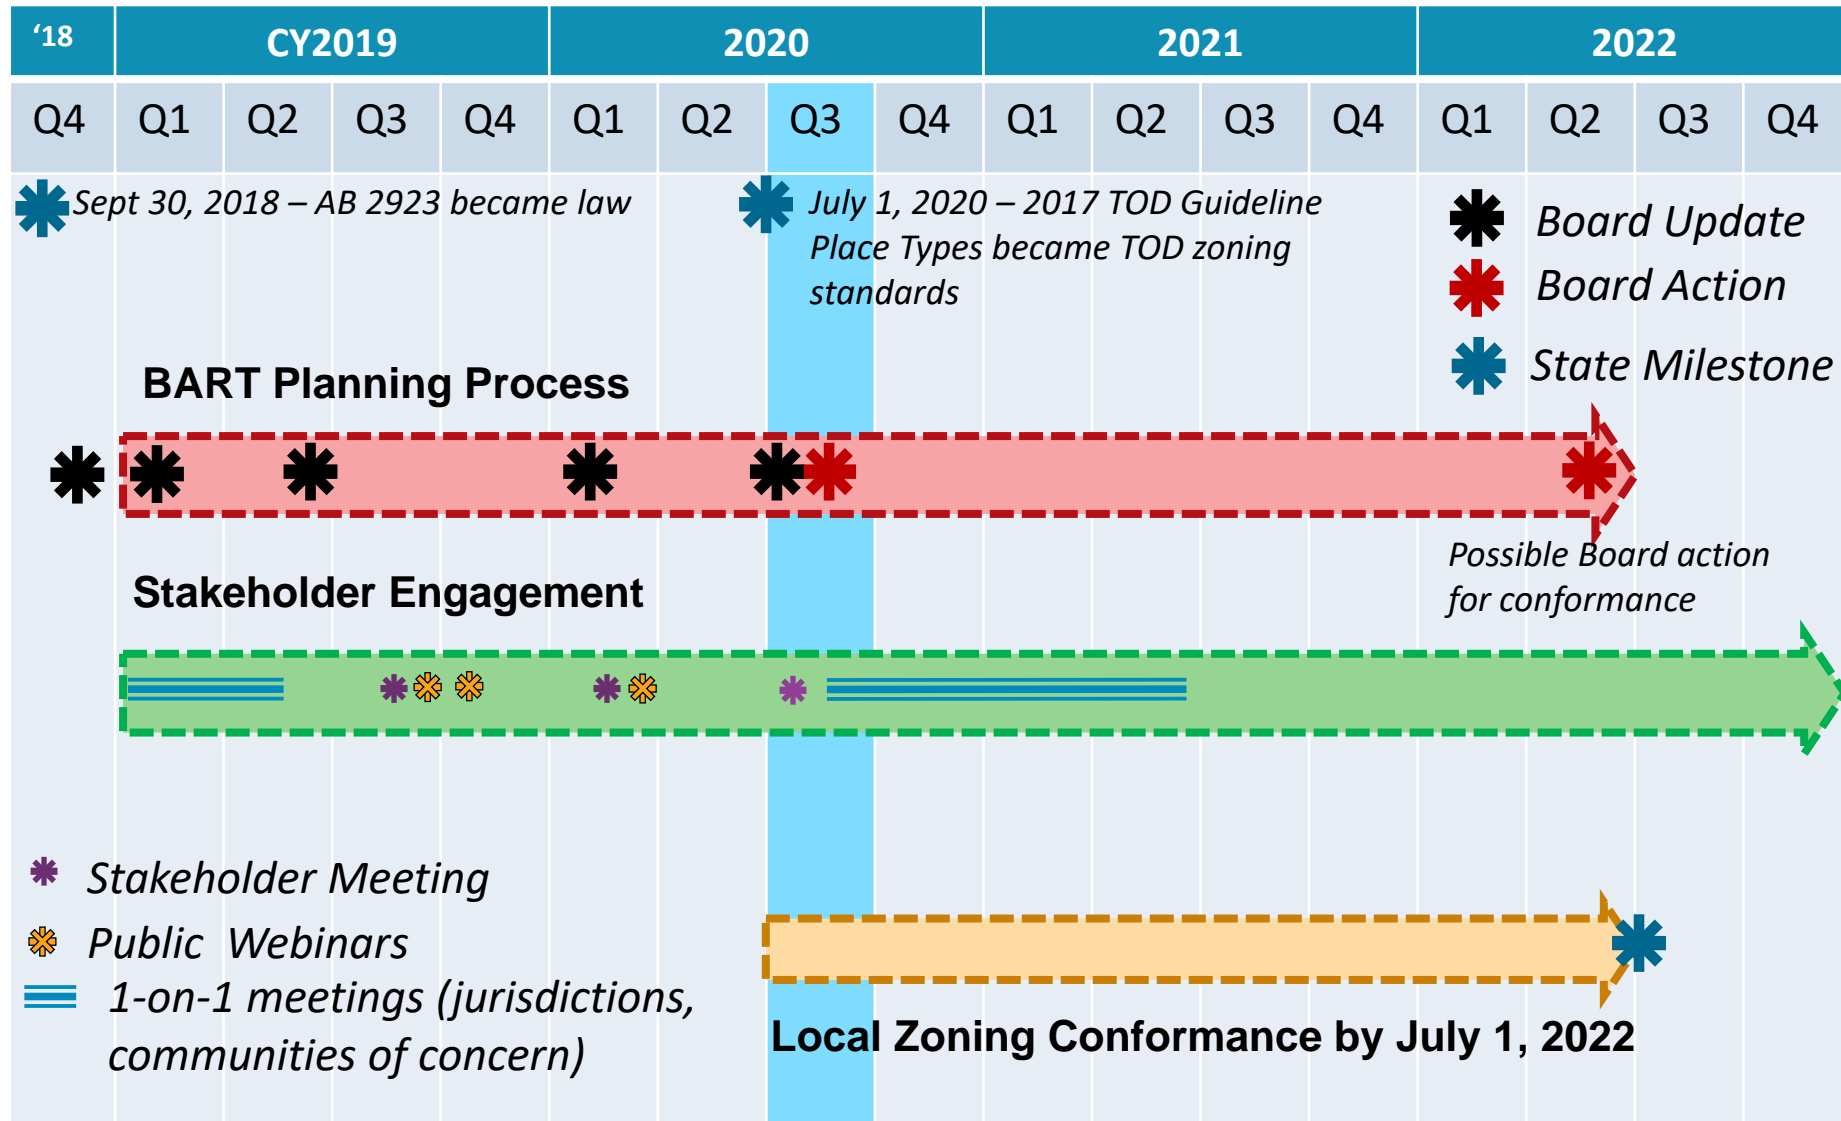 ‘18 CY2019 2020 2021 2022
Q4 Q1 Q2 Q3 Q4 Q1 Q2 Q3 Q4 Q1 Q2 Q3 Q4 Q1 Q2 Q3 Q4
Sept 30, 2018 – AB 2923 became law
July 1, 2020 – 2017 TOD Guideline
Place Types became TOD zoning
standards
Board Update
Board Action
State Milestone
BART Planning Process
Possible Board action
for conformance
Stakeholder Engagement
Stakeholder Meeting
Public Webinars
1-on-1 meetings (jurisdictions,
communities of concern)
Local Zoning Conformance by July 1, 2022